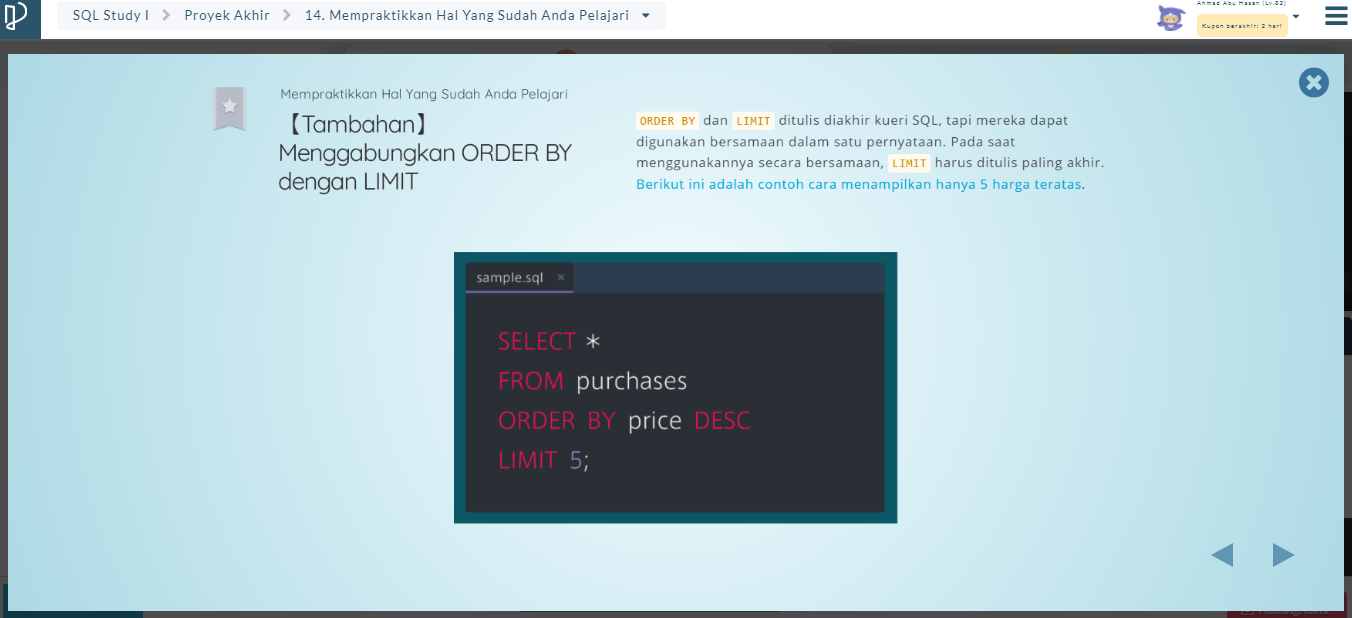 SQL Study I
Proyek Akhir
14. Mempraktikkan Hal Yang Sudah Anda Pelajari
Ahmad Abu Hasan (Lv.32)
Kupon berakhir: 2 hari
Mempraktikkan Hal Yang Sudah Anda Pelajari
【Tambahan】
Menggabungkan ORDER BY
dengan LIMIT
ORDER BY dan LIMIT ditulis diakhir kueri SQL, tapi mereka dapat
digunakan bersamaan dalam satu pernyataan. Pada saat
menggunakannya secara bersamaan, LIMIT harus ditulis paling akhir.
Berikut ini adalah contoh cara menampilkan hanya 5 harga teratas.
sample.sql ×
SELECT *
FROM purchases
ORDER BY price DESC
LIMIT 5;